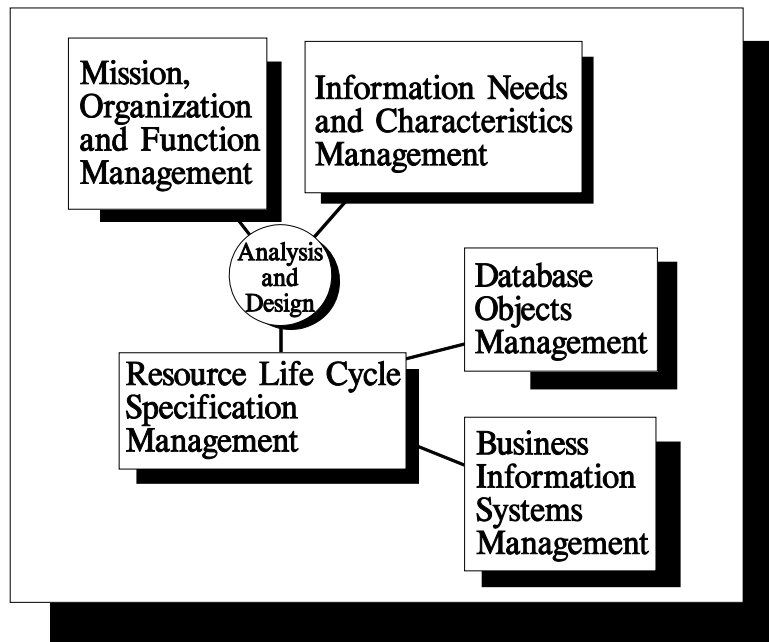 Mission,
Organization
and Function
Management
Information Needs
and Characteristics
Management
Analysis
and
Design
Database
Objects
Management
Resource Life Cycle
Specification
Management
Business
Information
Systems
Management